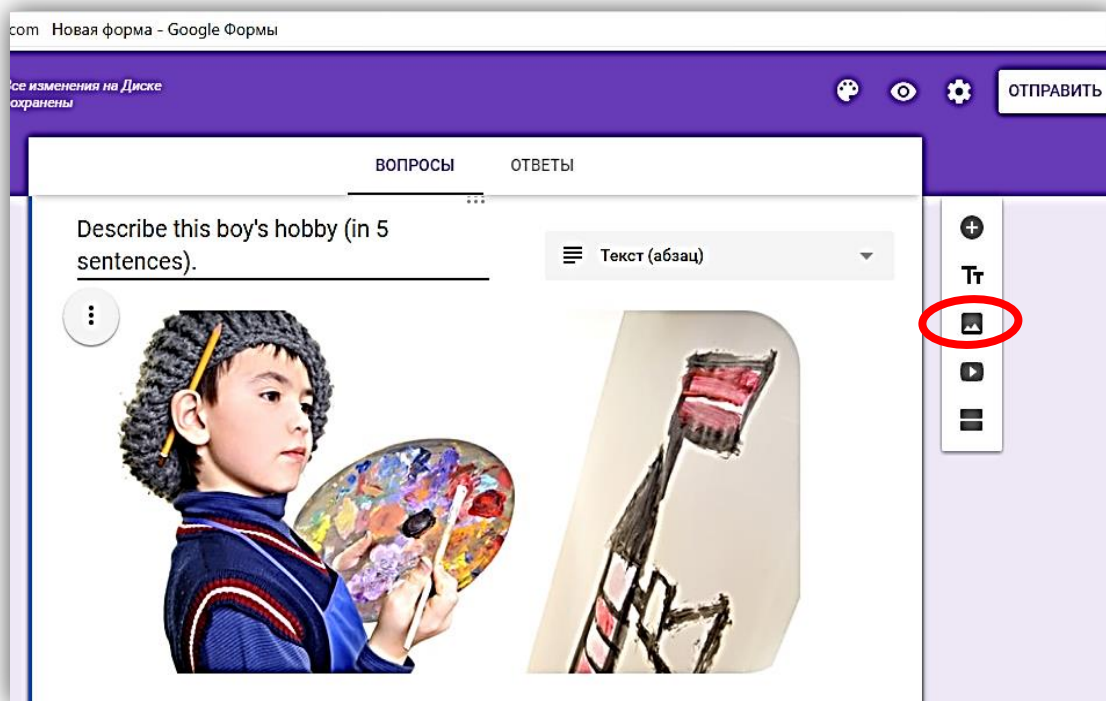 com Новая форма - Google Формы
Все изменения на Диске
сохранены
ОТПРАВИТЬ
ВОПРОСЫ ОТВЕТЫ
Describe this boy's hobby (in 5
sentences).
Текст (абзац)
Тт